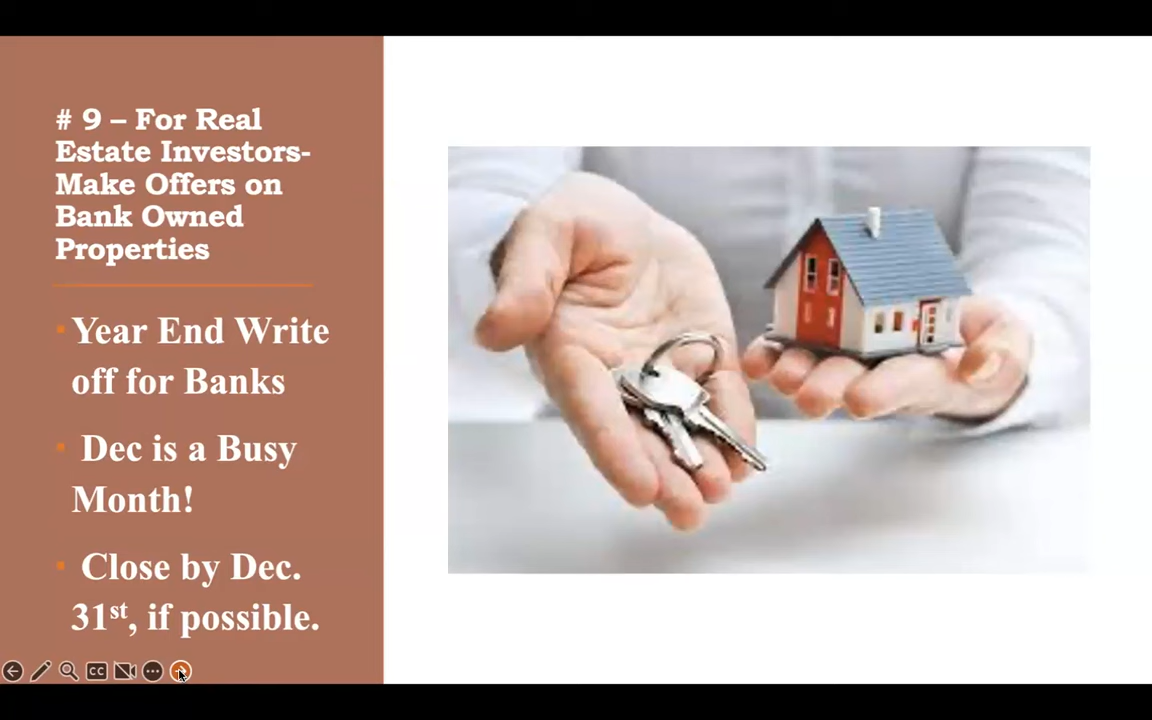 # 9 – For Real
Estate Investors-
Make Offers on
Bank Owned
Properties
Year End Write
off for Banks
Dec is a Busy
Month!
Close by Dec.
31st, if possible.
CC